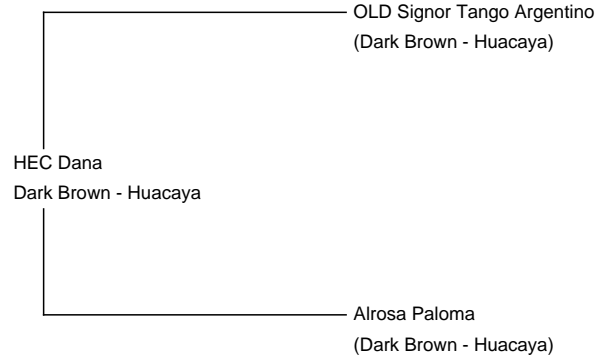 OLD Signor Tango Argentino
(Dark Brown - Huacaya)
HEC Dana
Dark Brown - Huacaya
Alrosa Paloma
(Dark Brown - Huacaya)